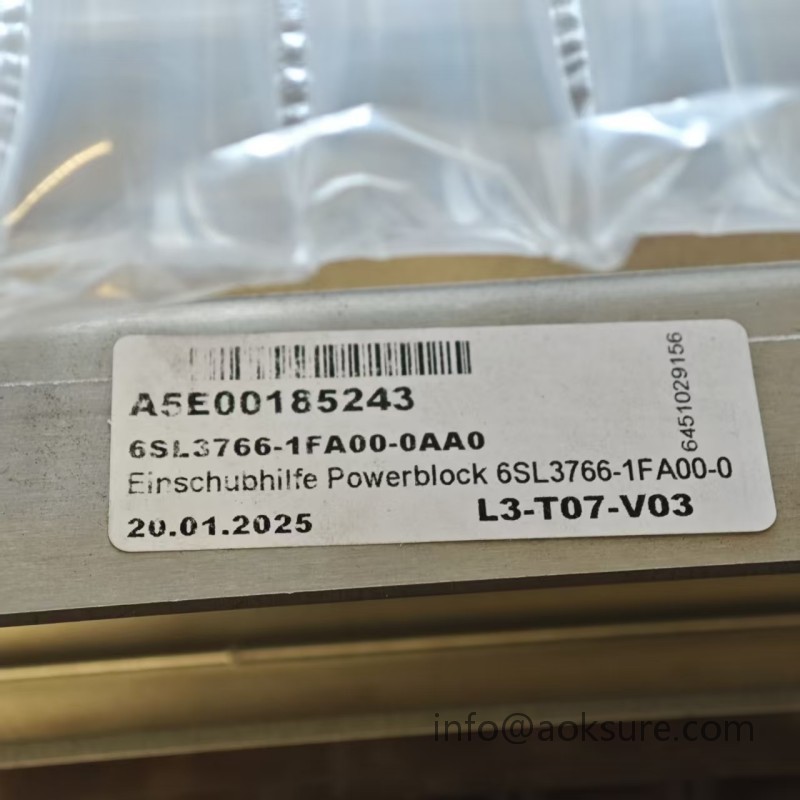 A5E00185243
6SL3766-1FA00-0AA0
Einschubhilfe Powerblock 6SL3766-1FA00-0
20.01.2025
L3-T07-V03
6451029156
info@aoksure.com